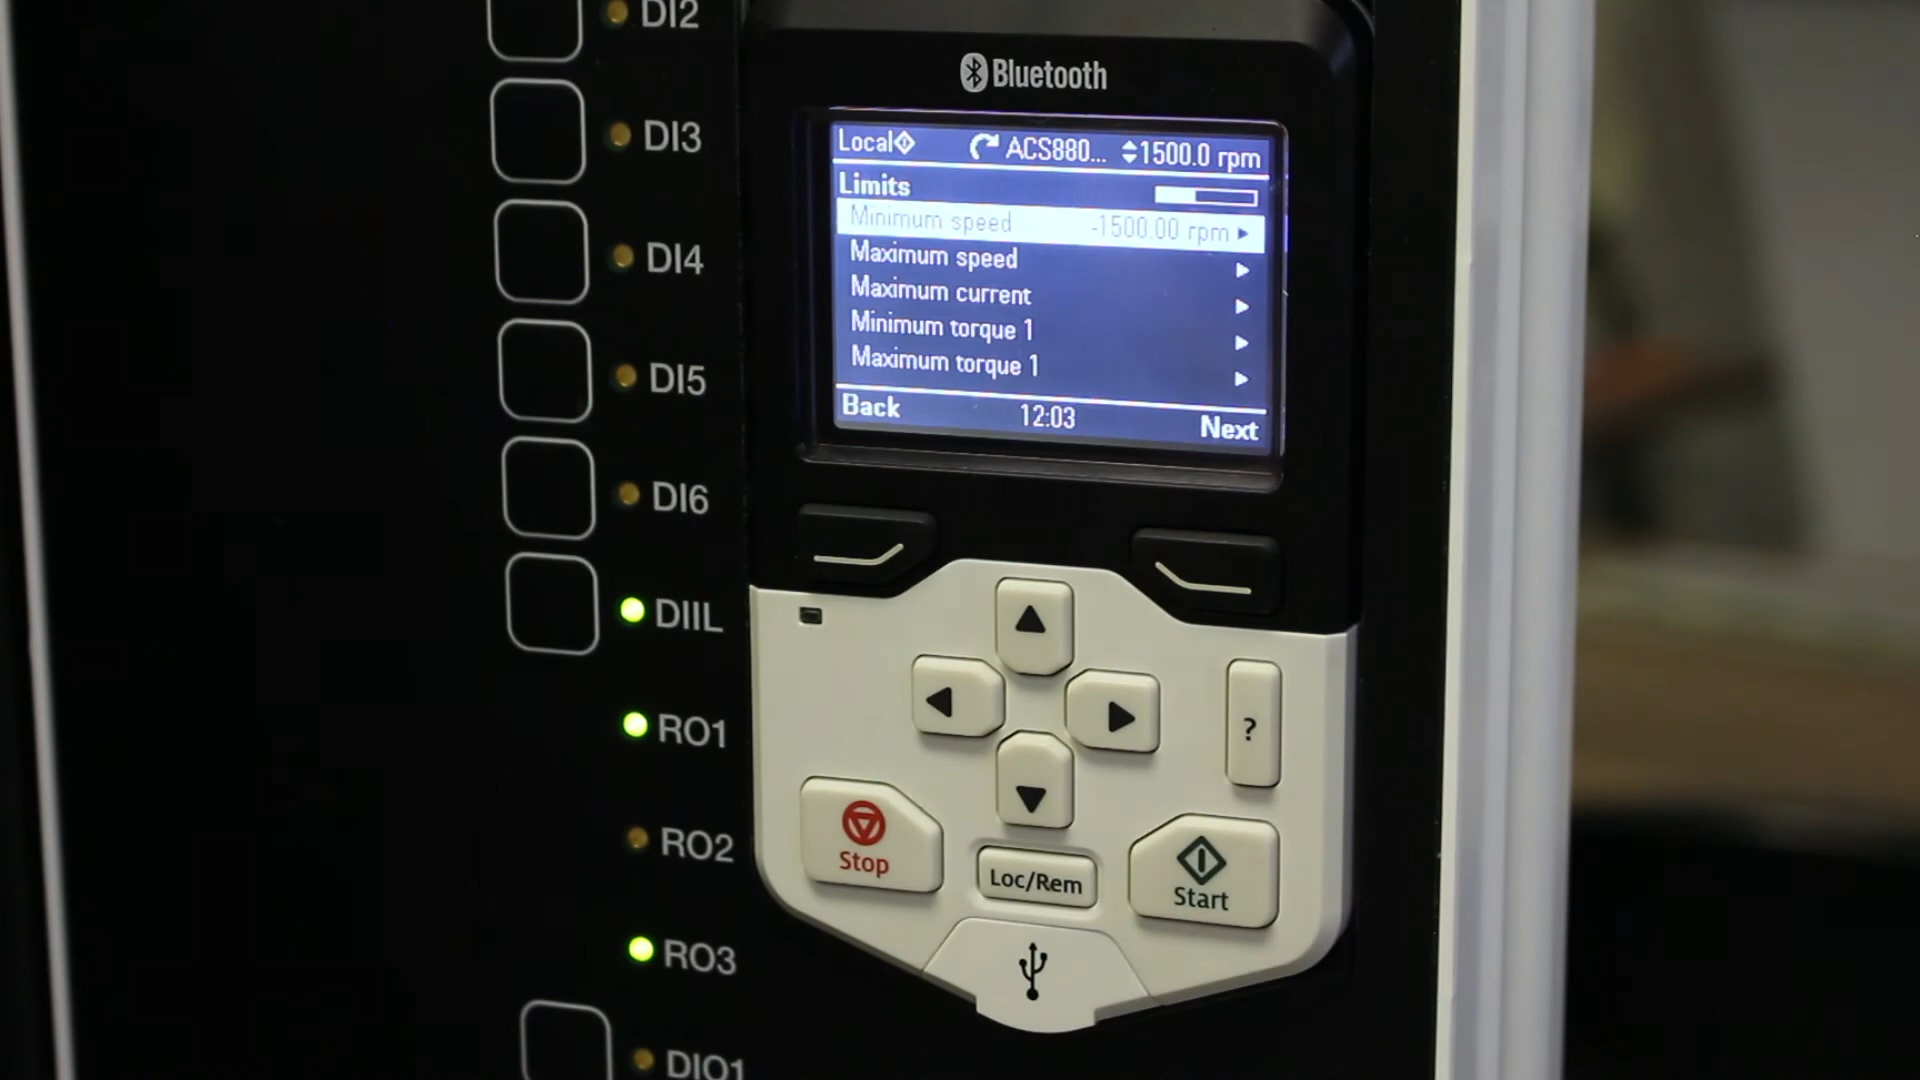 DI2
DI3
DI4
DI5
DI6
DIIL
RO1
RO2
RO3
DIO1
Bluetooth
Local ACS880... 1500.0 rpm
Limits
Minimum speed -1500.00 rpm
Maximum speed
Maximum current
Minimum torque 1
Maximum torque 1
Back 12:03 Next
?
Stop
Loc/Rem
Start